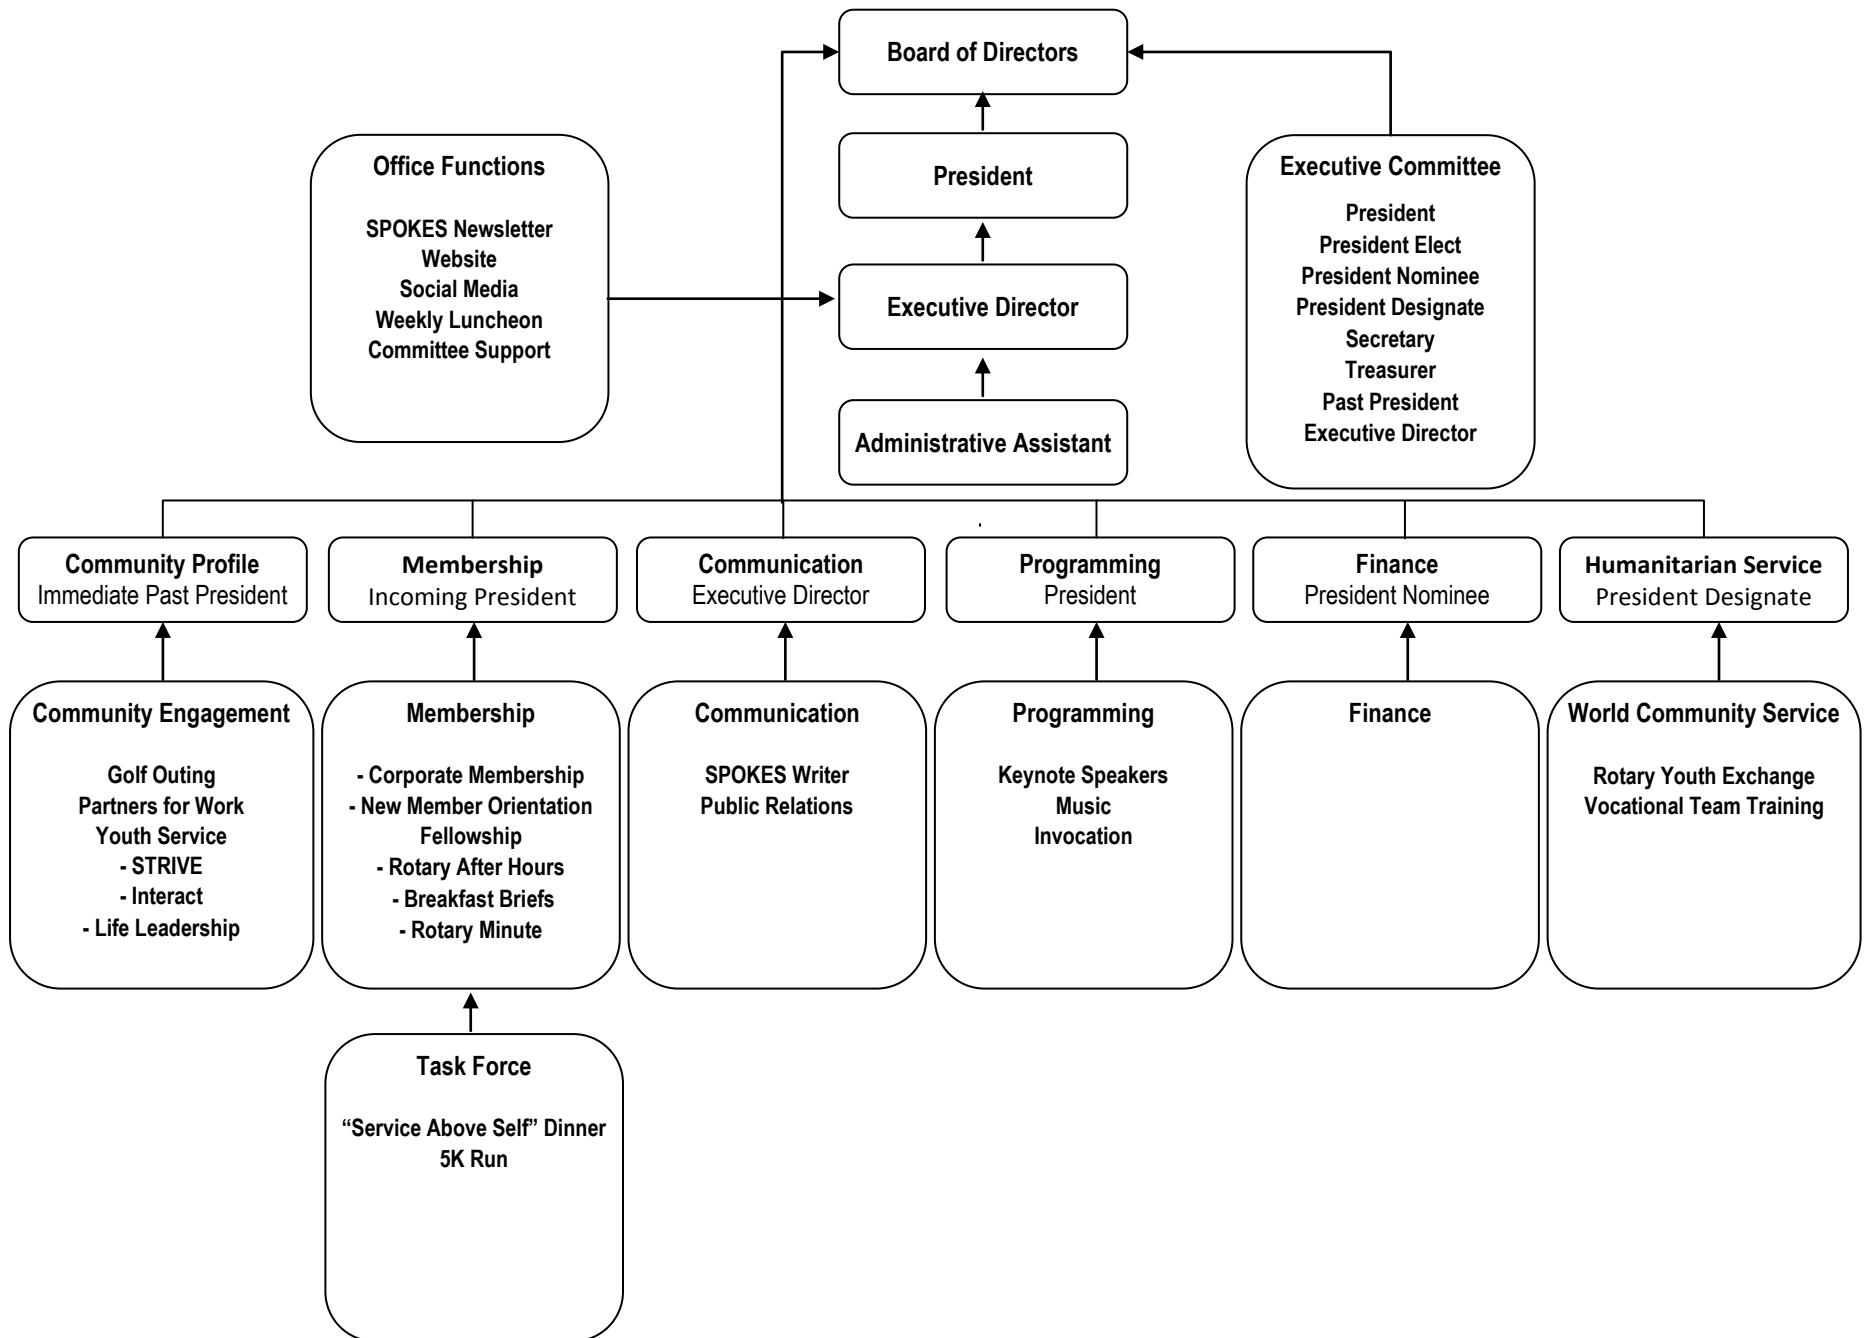 Board of Directors
Office Functions
SPOKES Newsletter
Website
Social Media
Weekly Luncheon
Committee Support
President
Executive Director
Administrative Assistant
Executive Committee
President
President Elect
President Nominee
President Designate
Secretary
Treasurer
Past President
Executive Director
Community Profile
Immediate Past President
Membership
Incoming President
Communication
Executive Director
Programming
President
Finance
President Nominee
Humanitarian Service
President Designate
Community Engagement
Golf Outing
Partners for Work
Youth Service
- STRIVE
- Interact
- Life Leadership
Membership
- Corporate Membership
- New Member Orientation
Fellowship
- Rotary After Hours
- Breakfast Briefs
- Rotary Minute
Communication
SPOKES Writer
Public Relations
Programming
Keynote Speakers
Music
Invocation
Finance
World Community Service
Rotary Youth Exchange
Vocational Team Training
Task Force
“Service Above Self” Dinner
5K Run